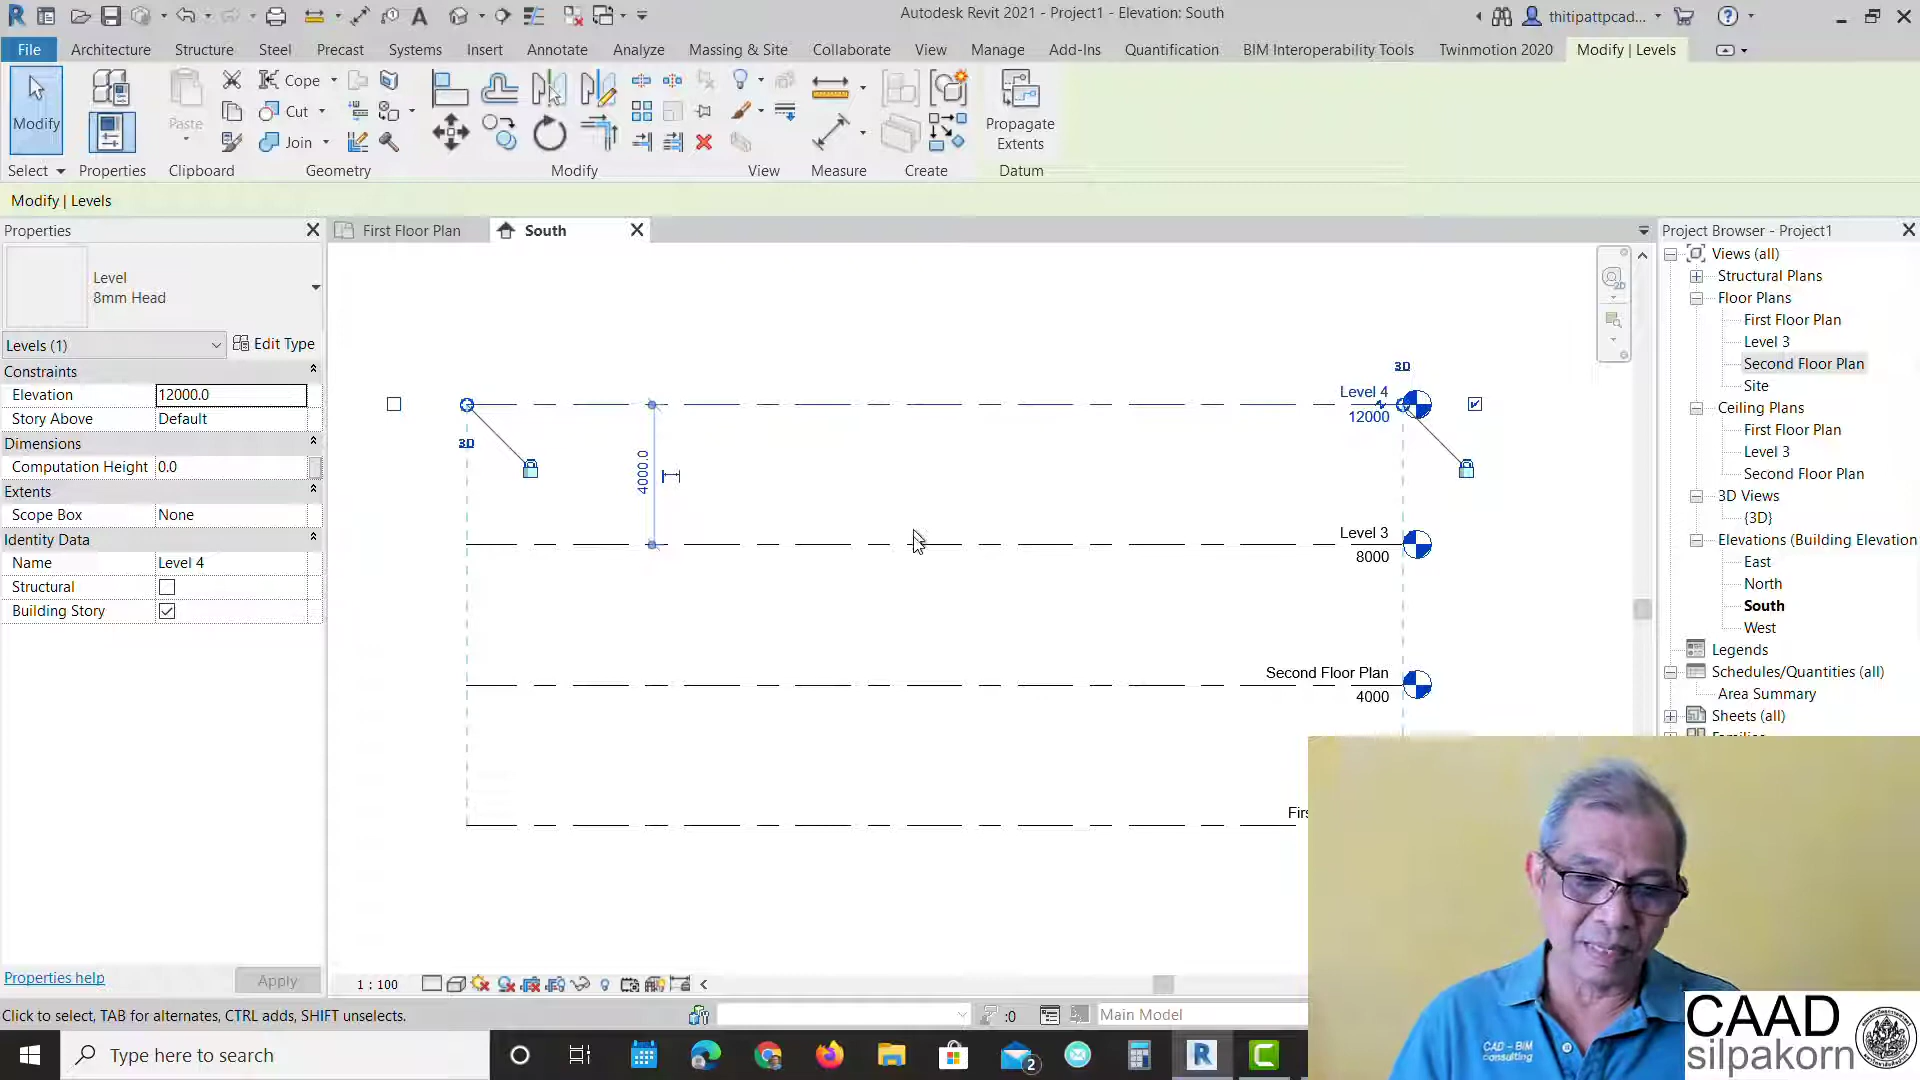 Autodesk Revit 2021 - Project1 - Elevation: South
thitipattpcad...
File Architecture Structure Steel Precast Systems Insert Annotate Analyze Massing & Site Collaborate View Manage Add-Ins Quantification BIM Interoperability Tools Twinmotion 2020 Modify | Levels
Modify
Paste
Cope
Cut
Join
Propagate
Extents
Select Properties Clipboard Geometry Modify View Measure Create Datum
Modify | Levels
Properties
Level
8mm Head
Levels (1)
Edit Type
Constraints
Elevation 12000.0
Story Above Default
Dimensions
Computation Height 0.0
Extents
Scope Box None
Identity Data
Name Level 4
Structural
Building Story
Properties help
Apply
First Floor Plan
South
3D
Level 4
12000
3D
4000.0
Level 3
8000
Second Floor Plan
4000
Firs
1 : 100
Project Browser - Project1
Views (all)
Structural Plans
Floor Plans
First Floor Plan
Level 3
Second Floor Plan
Site
Ceiling Plans
First Floor Plan
Level 3
Second Floor Plan
3D Views
{3D}
Elevations (Building Elevation
East
North
South
West
Legends
Schedules/Quantities (all)
Area Summary
Sheets (all)
Click to select, TAB for alternates, CTRL adds, SHIFT unselects.
:0
Main Model
Type here to search
2
CAD - BIM
consulting
CAAD
silpakorn